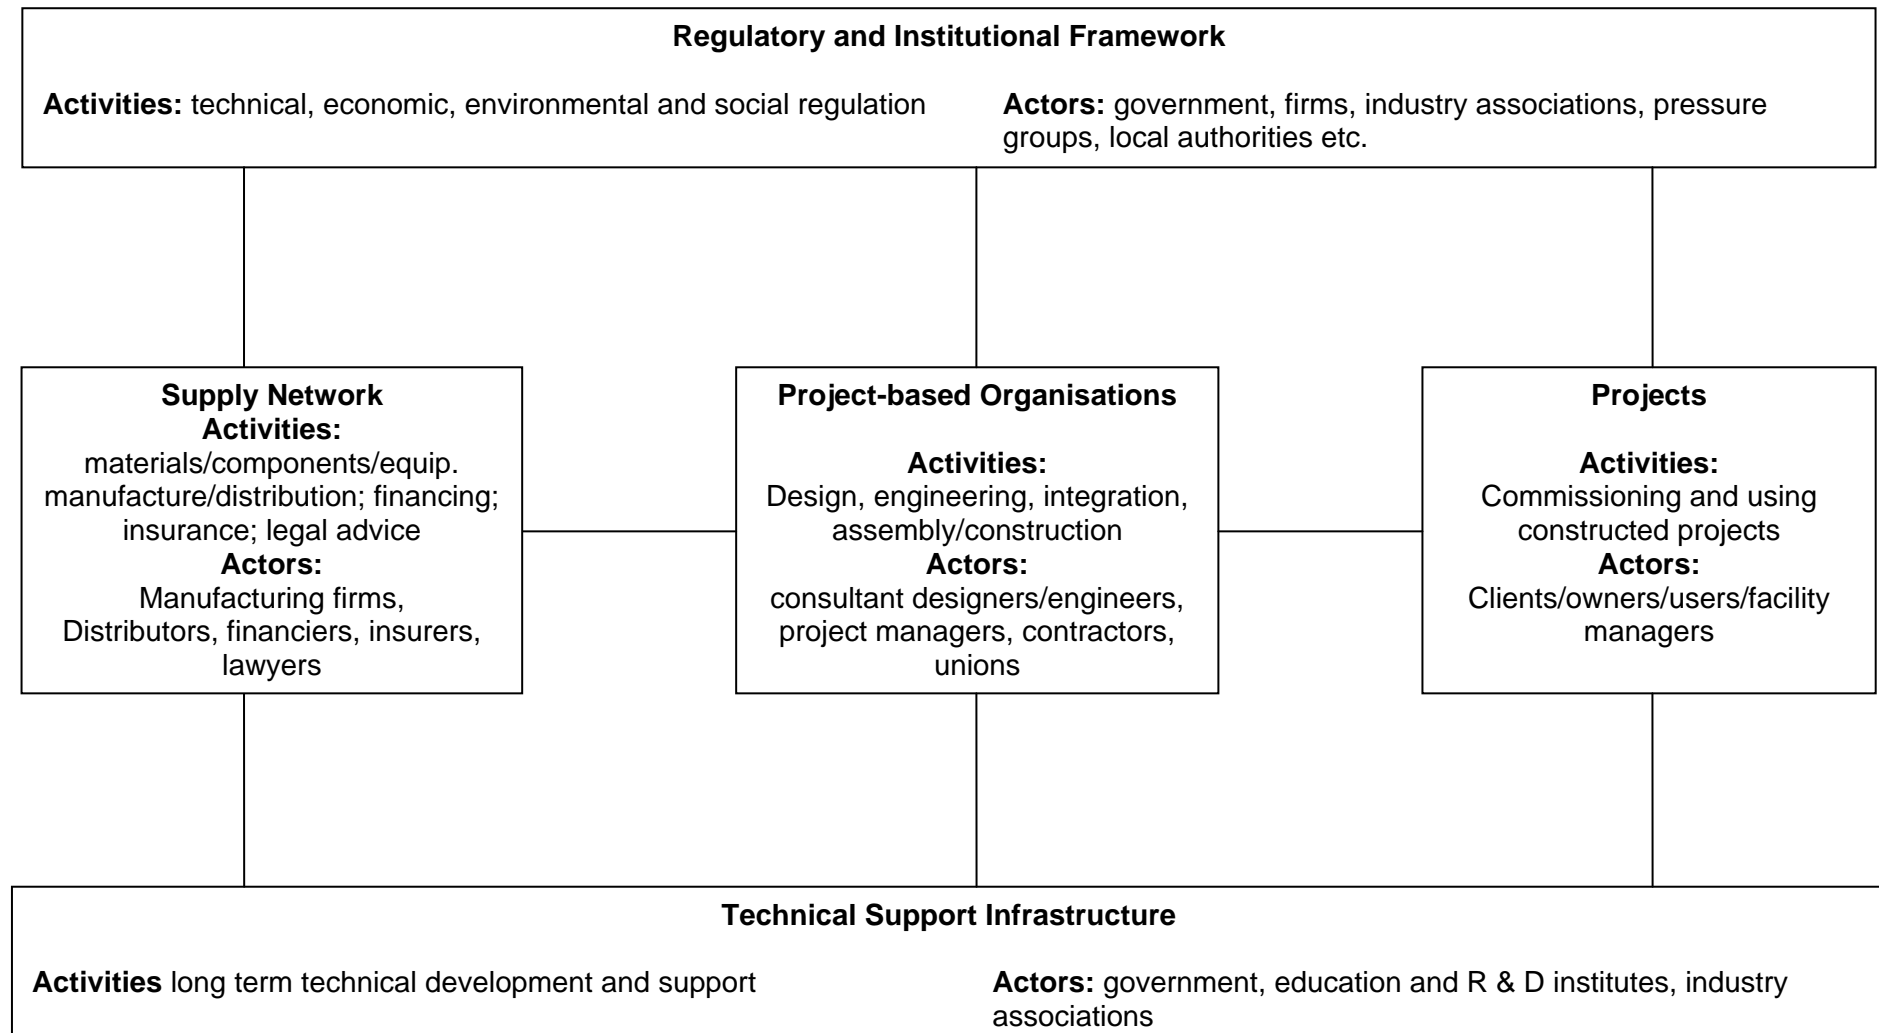 Regulatory and Institutional Framework
Activities: technical, economic, environmental and social regulation
Actors: government, firms, industry associations, pressure
groups, local authorities etc.
Supply Network
Activities:
materials/components/equip.
manufacture/distribution; financing;
insurance; legal advice
Actors:
Manufacturing firms,
Distributors, financiers, insurers,
lawyers
Project-based Organisations
Activities:
Design, engineering, integration,
assembly/construction
Actors:
consultant designers/engineers,
project managers, contractors,
unions
Projects
Activities:
Commissioning and using
constructed projects
Actors:
Clients/owners/users/facility
managers
Technical Support Infrastructure
Activities long term technical development and support
Actors: government, education and R & D institutes, industry
associations